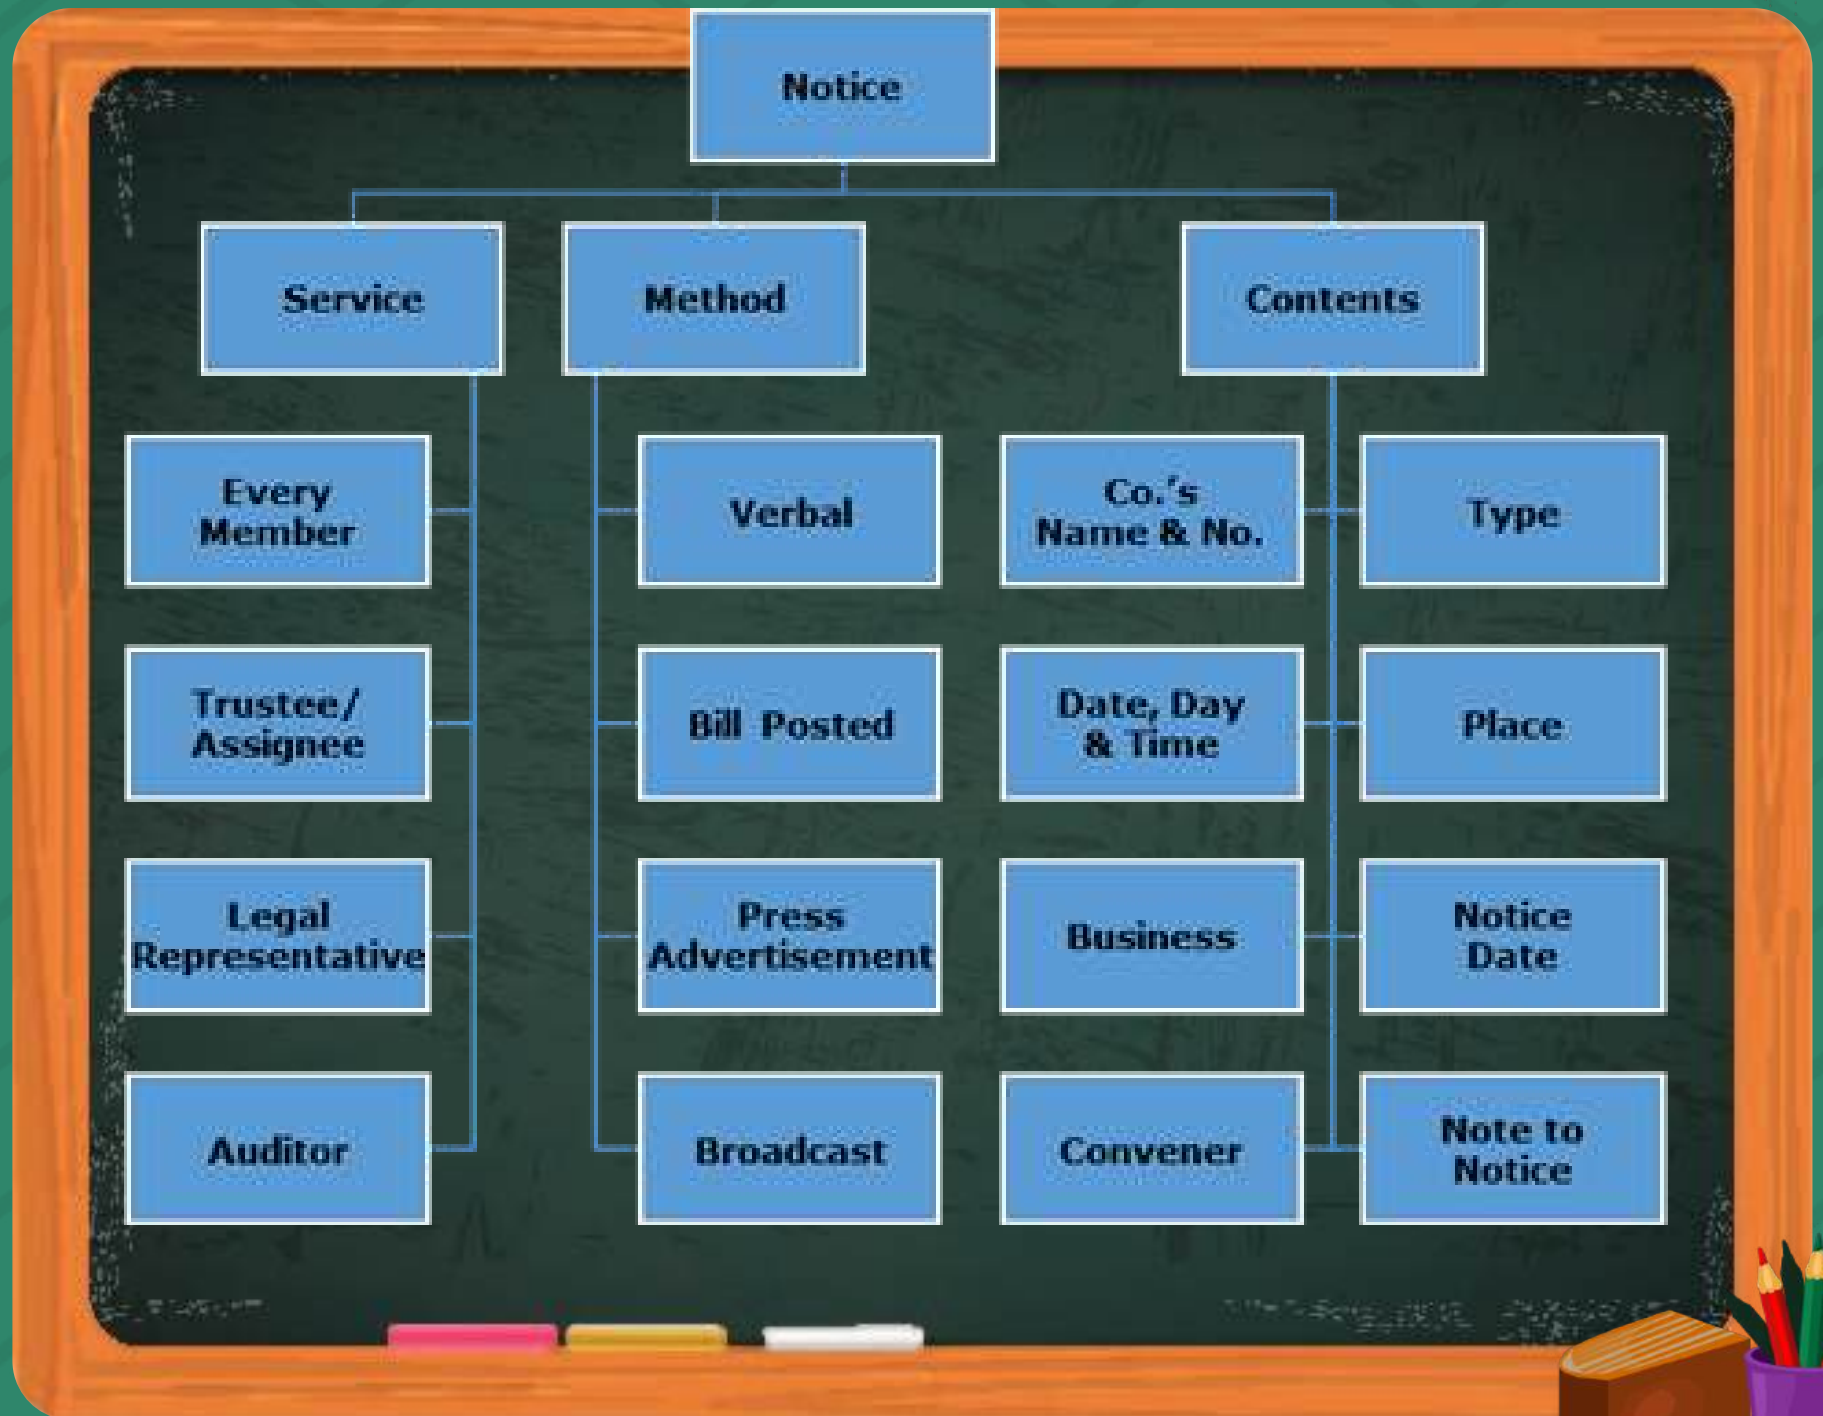 Notice
Service
Method
Contents
Every
Member
Verbal
Co.'s
Name & No.
Type
Trustee/
Assignee
Bill Posted
Date, Day
& Time
Place
Legal
Representative
Press
Advertisement
Business
Notice
Date
Auditor
Broadcast
Convener
Note to
Notice